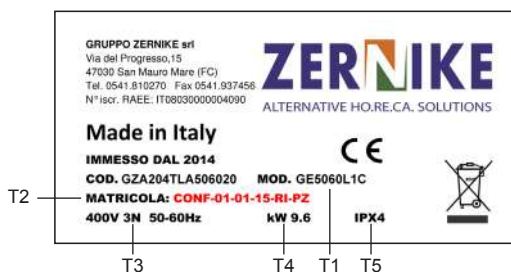 GRUPPO ZERNIKE srl
Via del Progresso,15
47030 San Mauro Mare (FC)
Tel. 0541.810270 Fax 0541.937456
N° iscr. RAEE: IT08030000004090
ZERNIKE
ALTERNATIVE HO.RE.CA. SOLUTIONS
Made in Italy
CE
IMMESSO DAL 2014
COD. GZA204TLA506020 MOD. GE5060L1C
T2 MATRICOLA: CONF-01-01-15-RI-PZ
400V 3N 50-60Hz kW 9.6 IPX4
T3 T4 T1 T5